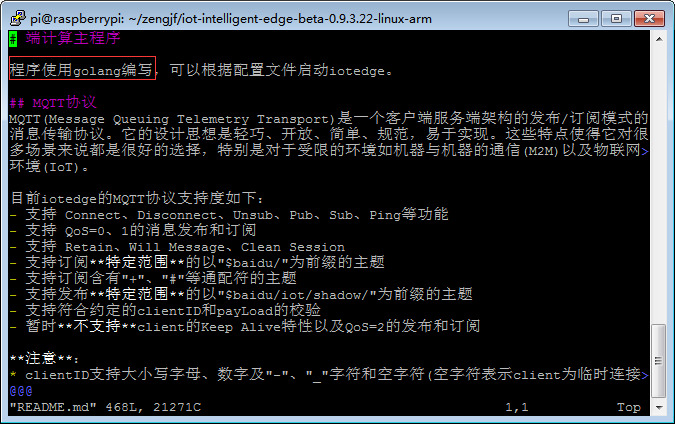 pi@raspberrypi: ~/zengjf/iot-intelligent-edge-beta-0.9.3.22-linux-arm
# 端计算主程序
程序使用golang编写，可以根据配置文件启动iotedge。
## MQTT协议
MQTT(Message Queuing Telemetry Transport)是一个客户端服务端架构的发布/订阅模式的
消息传输协议。它的设计思想是轻巧、开放、简单、规范，易于实现。这些特点使得它对很
多场景来说都是很好的选择，特别是对于受限的环境如机器与机器的通信(M2M)以及物联网>
环境(IoT)。
目前iotedge的MQTT协议支持度如下：
- 支持 Connect、Disconnect、Unsub、Pub、Sub、Ping等功能
- 支持 QoS=0、1的消息发布和订阅
- 支持 Retain、Will Message、Clean Session
- 支持订阅**特定范围**的以"$baidu/"为前缀的主题
- 支持订阅含有"+"、"#"等通配符的主题
- 支持发布**特定范围**的以"$baidu/iot/shadow/"为前缀的主题
- 支持符合约定的clientID和payLoad的校验
- 暂时**不支持**client的Keep Alive特性以及QoS=2的发布和订阅
**注意**：
* clientID支持大小写字母、数字及"-"、"_"字符和空字符(空字符表示client为临时连接>
@@@
"README.md" 468L, 21271C 1,1 Top